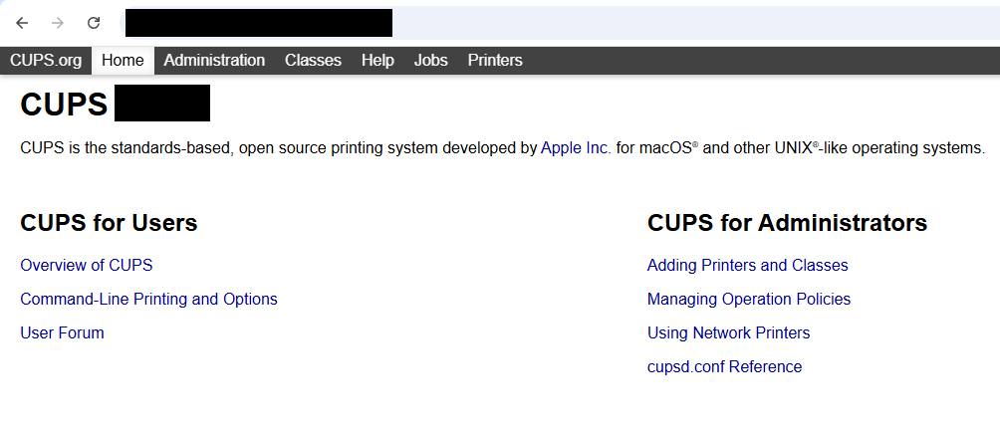 CUPS.org Home Administration Classes Help Jobs Printers
CUPS
CUPS is the standards-based, open source printing system developed by Apple Inc. for macOS® and other UNIX®-like operating systems.
CUPS for Users
Overview of CUPS
Command-Line Printing and Options
User Forum
CUPS for Administrators
Adding Printers and Classes
Managing Operation Policies
Using Network Printers
cupsd.conf Reference